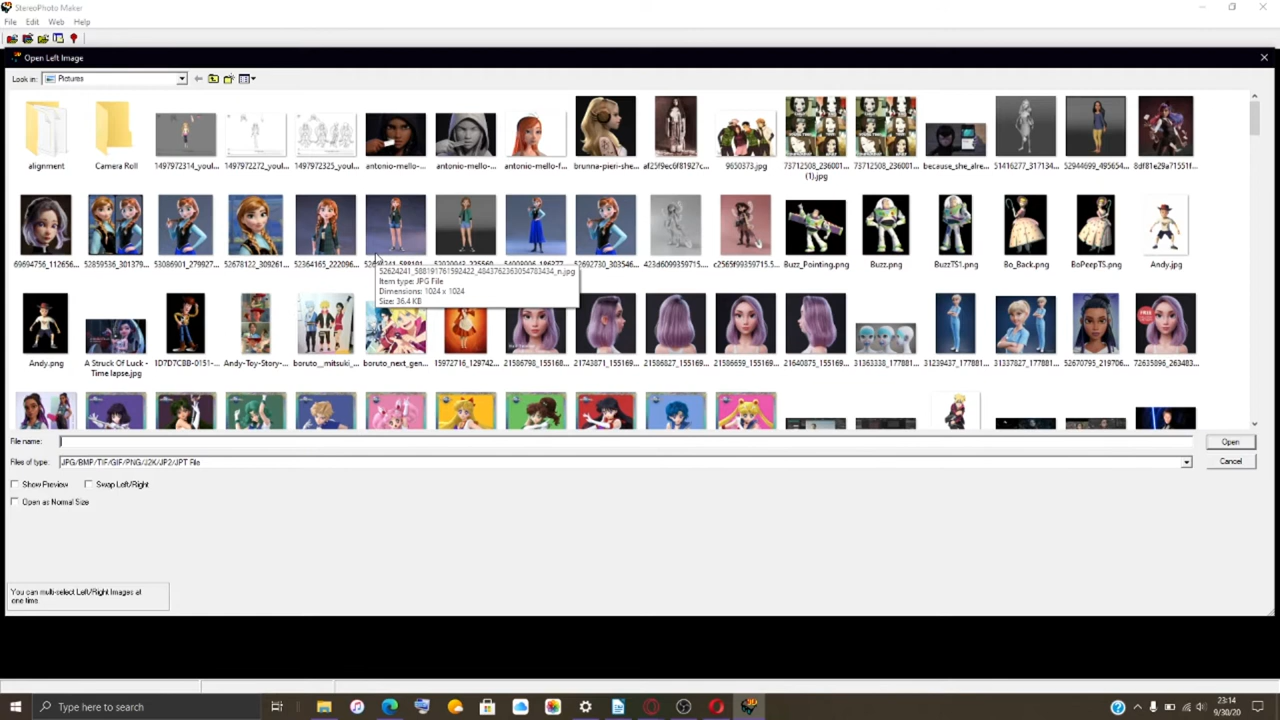 StereoPhoto Maker
File Edit Web Help
Open Left Image
Look in: Pictures
alignment Camera Roll 1497972314_youl... 1497972272_youl... 1497972325_youl... antonio-mello-... antonio-mello-... antonio-mello-f... brunna-pieri-she... af25f9ec6f81927c... 9650373.jpg 73712508_236001... 73712508_236001... because_she_alre... 51416277_317134... 52944699_495654... 8df81e29a71551f...
(1).jpg
69694756_112656... 52859536_301379... 53086901_279927... 52678122_309261... 52364165_222096... 54908906_186377... 52692730_303546... 423d6099359715... c2565f99359715.5... Buzz_Pointing.png Buzz.png BuzzTS1.png Bo_Back.png BoPeepTS.png Andy.jpg
52624241_588191761592422_4843762363054783434_n.jpg
Item type: JPG File
Dimensions: 1024 x 1024
Size: 36.4 KB
Andy.png A Struck Of Luck - 1D7D7CBB-0151-... Andy-Toy-Story-... boruto__mitsuki_... boruto_next_gen... 15972716_129742... 21586798_155168... 21743871_155169... 21586481_155169... 21586659_155169... 21640875_155169... 31363338_177881... 31239437_177881... 31337827_177881... 52670795_219706... 72635896_263483...
Time lapse.jpg
File name:
Open
Files of type: JPG/BMP/TIF/GIF/PNG/J2K/JP2/JPT File
Cancel
Show Preview Swap Left/Right
Open as Normal Size
You can multi-select Left/Right Images at
one time
Type here to search
23:14
9/30/20